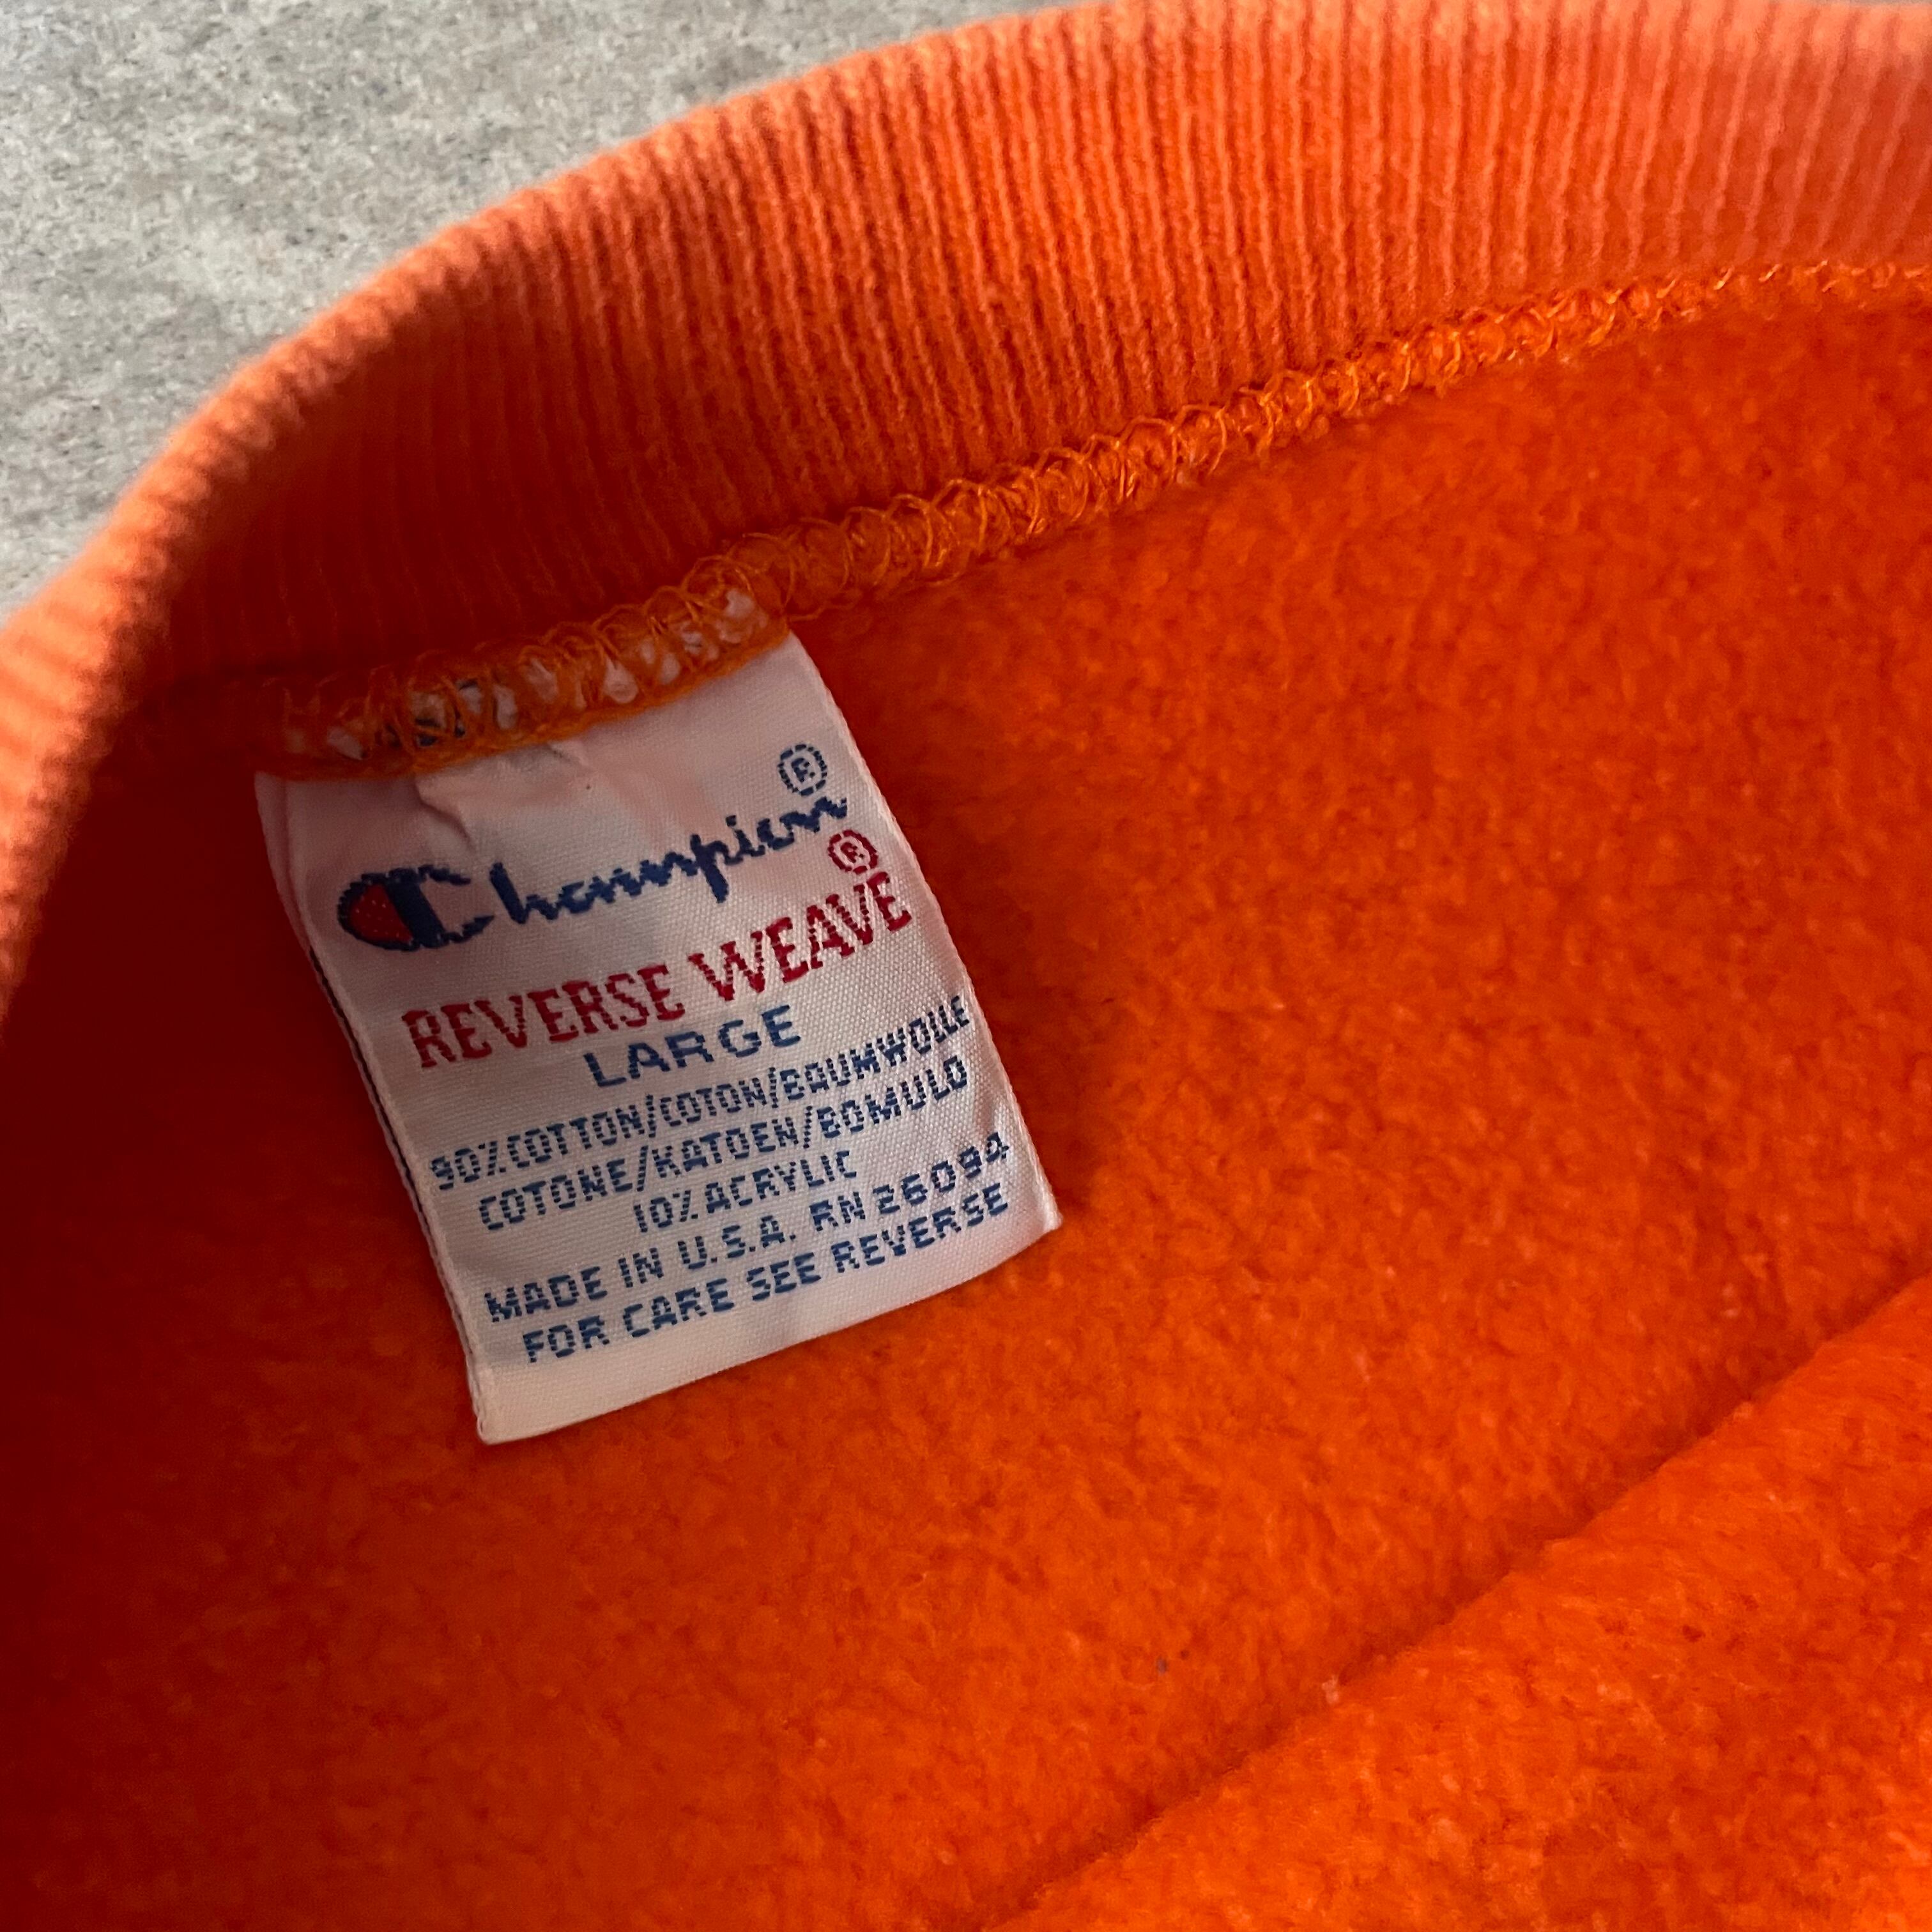 Champion®
REVERSE WEAVE®
LARGE
90% COTTON/COTON/BAUMWOLLE
COTONE/KATOEN/BOMULD
10% ACRYLIC
MADE IN U.S.A. RN 26094
FOR CARE SEE REVERSE